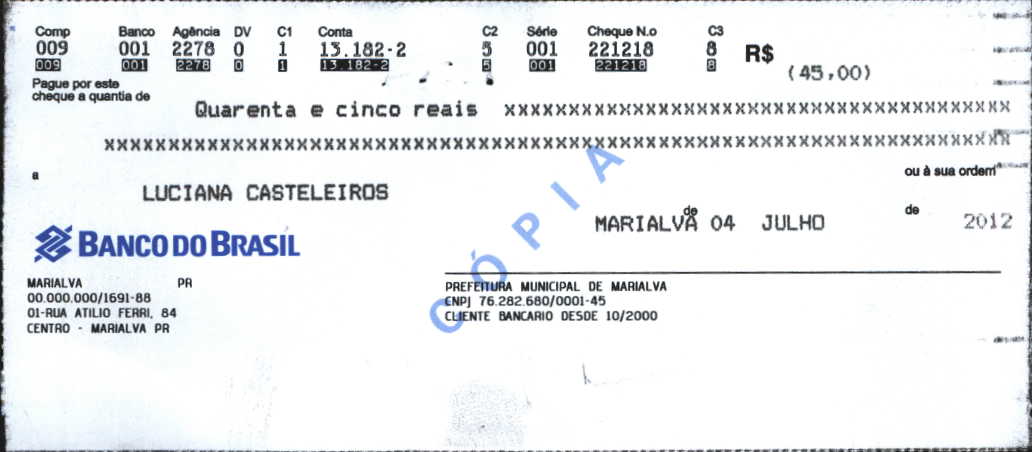 Comp Banco Agência DV C1 Conta C2 Série Cheque N.o C3
009 001 2278 0 1 13.182-2 5 001 221218 8 R$ (45,00)
009 001 2278 0 1 13.182-2 5 001 221218 8
Pague por este
cheque a quantia de
Quarenta e cinco reais xxxxxxxxxxxxxxxxxxxxxxxxxxxxxxxxxxxxxxxx
xxxxxxxxxxxxxxxxxxxxxxxxxxxxxxxxxxxxxxxxxxxxxxxxxxxxxxxxxxxxxxxxxxxxxxxx
a ou à sua ordem
LUCIANA CASTELEIROS
MARIALVA de 04 JULHO de 2012
BANCO DO BRASIL
CÓPIA
MARIALVA PR
00.000.000/1691-88
01-RUA ATILIO FERRI, 84
CENTRO - MARIALVA PR
PREFEITURA MUNICIPAL DE MARIALVA
CNPJ 76.282.680/0001-45
CLIENTE BANCARIO DESDE 10/2000